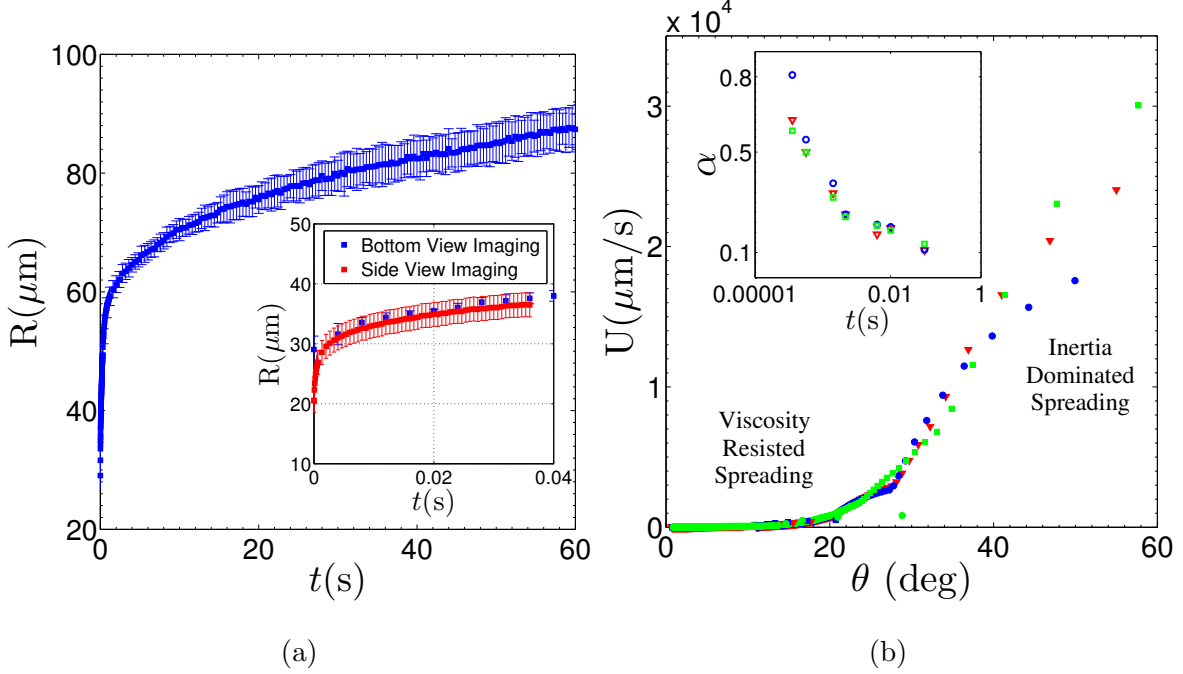 100
80
60
40
20
R(μm)
0
20
40
60
t(s)
50
40
30
20
10
R(μm)
0
0.02
0.04
t(s)
Bottom View Imaging
Side View Imaging
(a)
x 10⁴
3
2
1
0
U(μm/s)
0
20
40
60
θ (deg)
0.8
0.5
0.1
α
0.00001
0.01
1
t(s)
Viscosity
Resisted
Spreading
Inertia
Dominated
Spreading
(b)